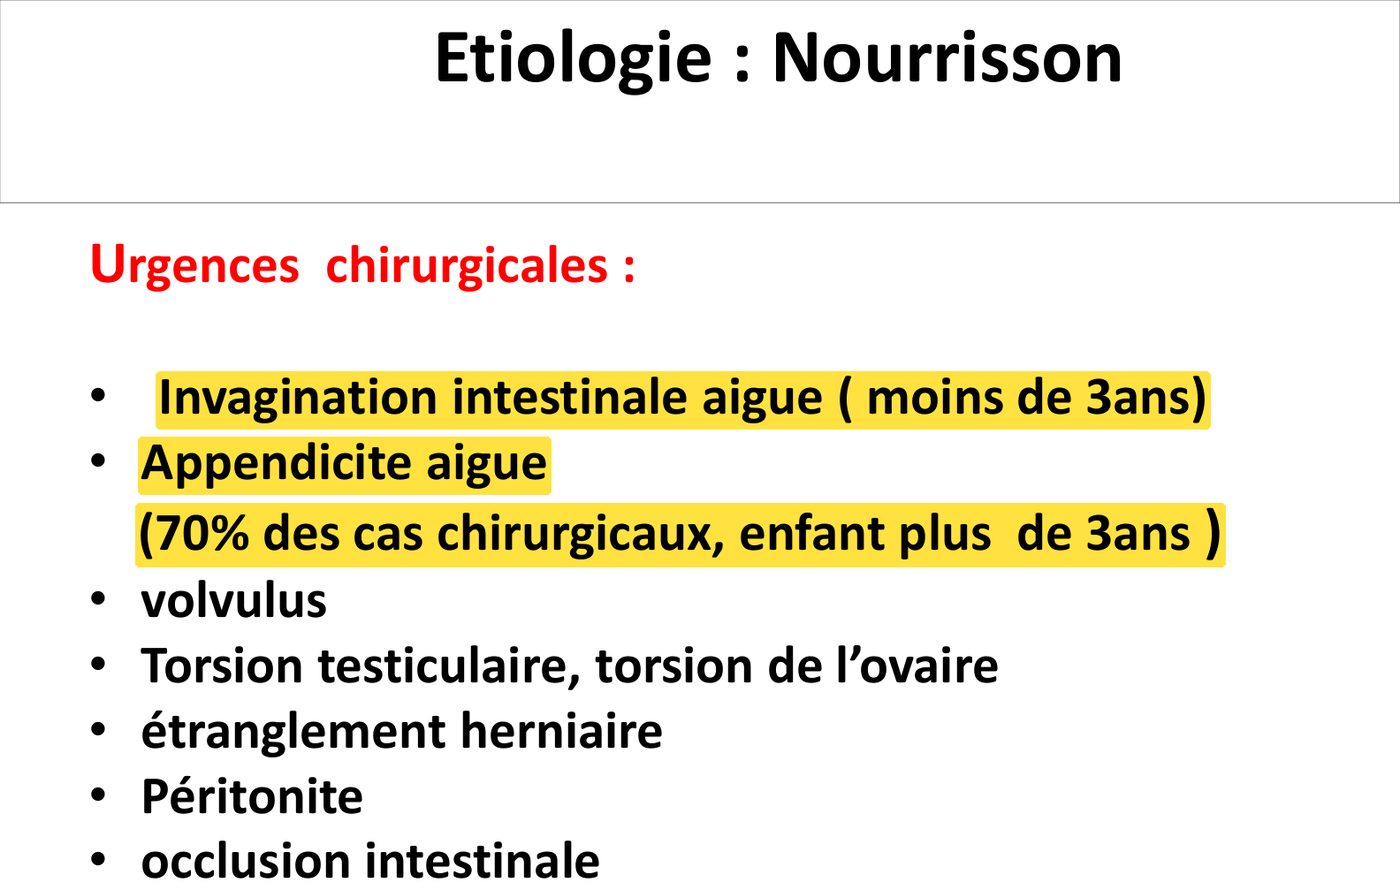 Etiologie : Nourrisson
Urgences  chirurgicales :
• Invagination intestinale aigue ( moins de 3ans)
• Appendicite aigue
(70% des cas chirurgicaux, enfant plus  de 3ans )
• volvulus
• Torsion testiculaire, torsion de l’ovaire
• étranglement herniaire
• Péritonite
• occlusion intestinale